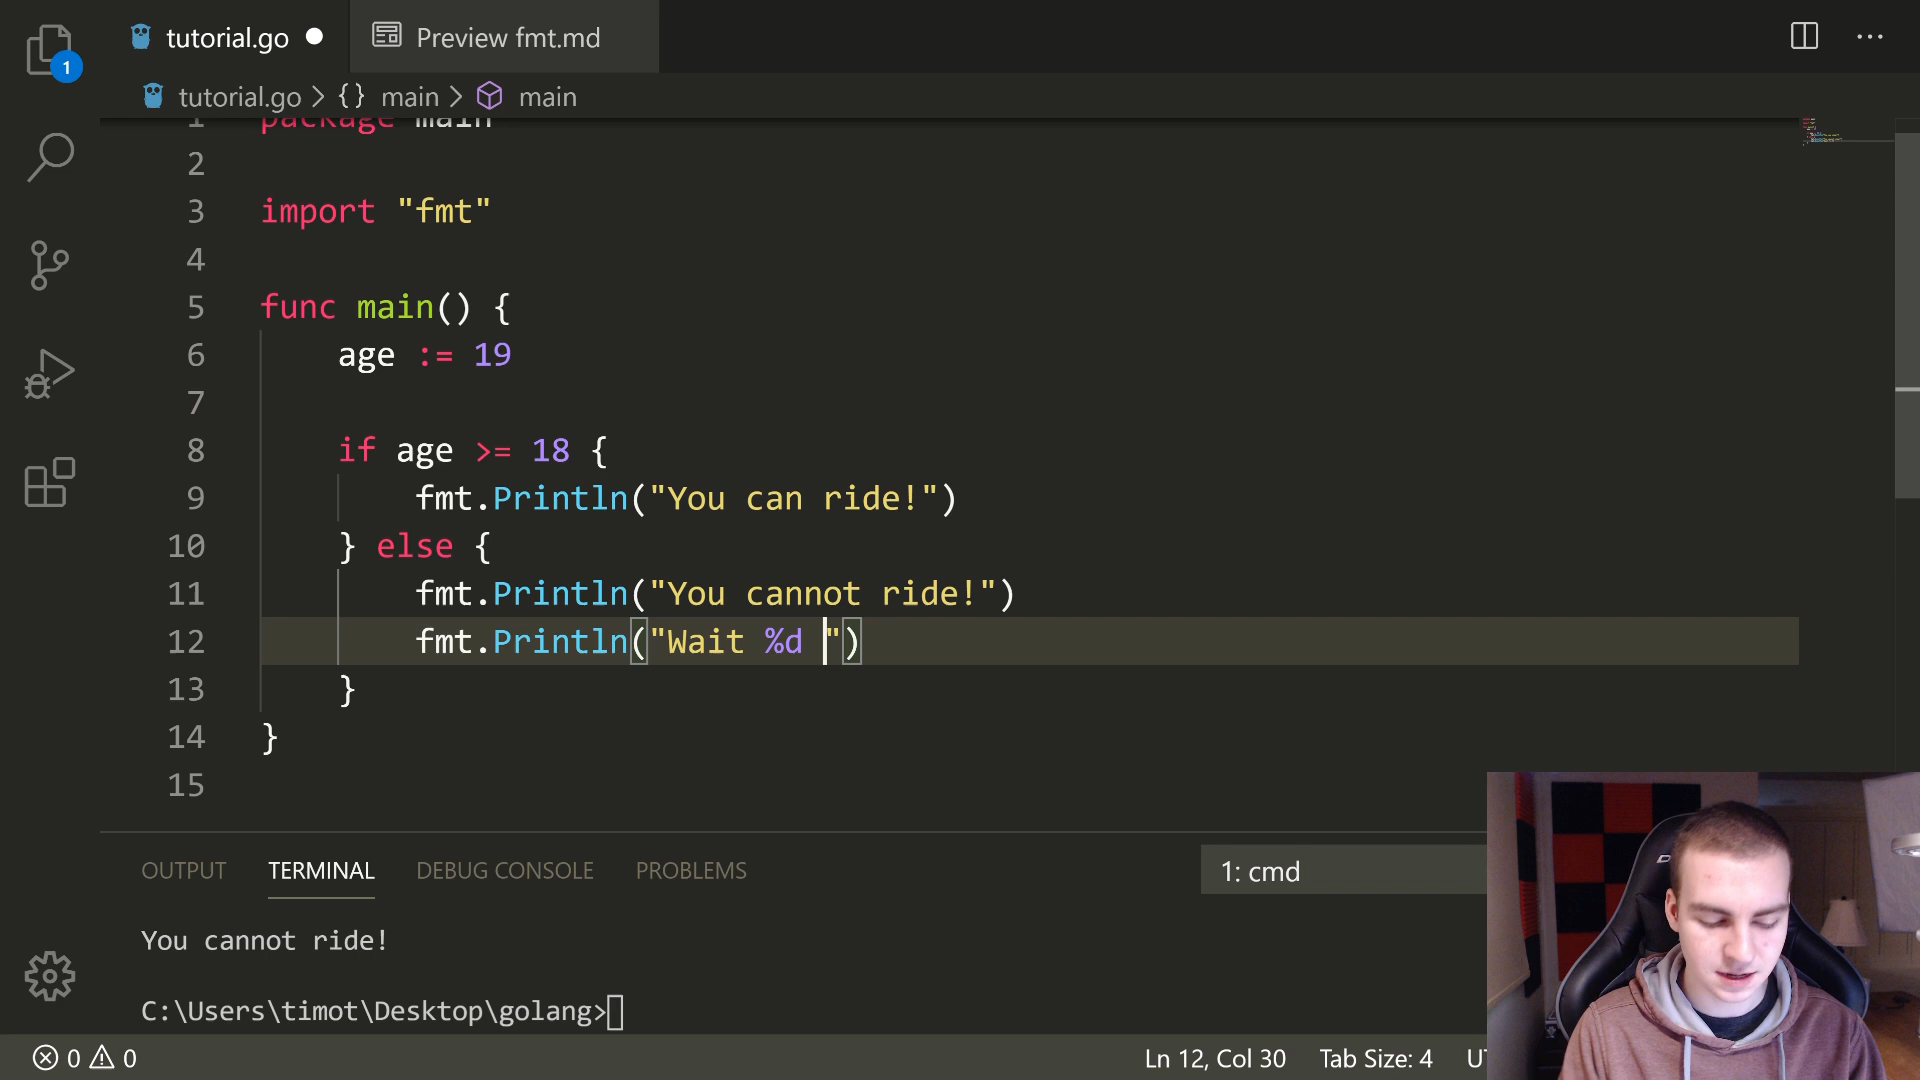 1
tutorial.go
Preview fmt.md
tutorial.go > {} main > main
1 package main
2
3 import "fmt"
4
5 func main() {
6 age := 19
7
8 if age >= 18 {
9 fmt.Println("You can ride!")
10 } else {
11 fmt.Println("You cannot ride!")
12 fmt.Println("Wait %d ")
13 }
14 }
15
OUTPUT TERMINAL DEBUG CONSOLE PROBLEMS 1: cmd
You cannot ride!
C:\Users\timot\Desktop\golang>
0 0 Ln 12, Col 30 Tab Size: 4